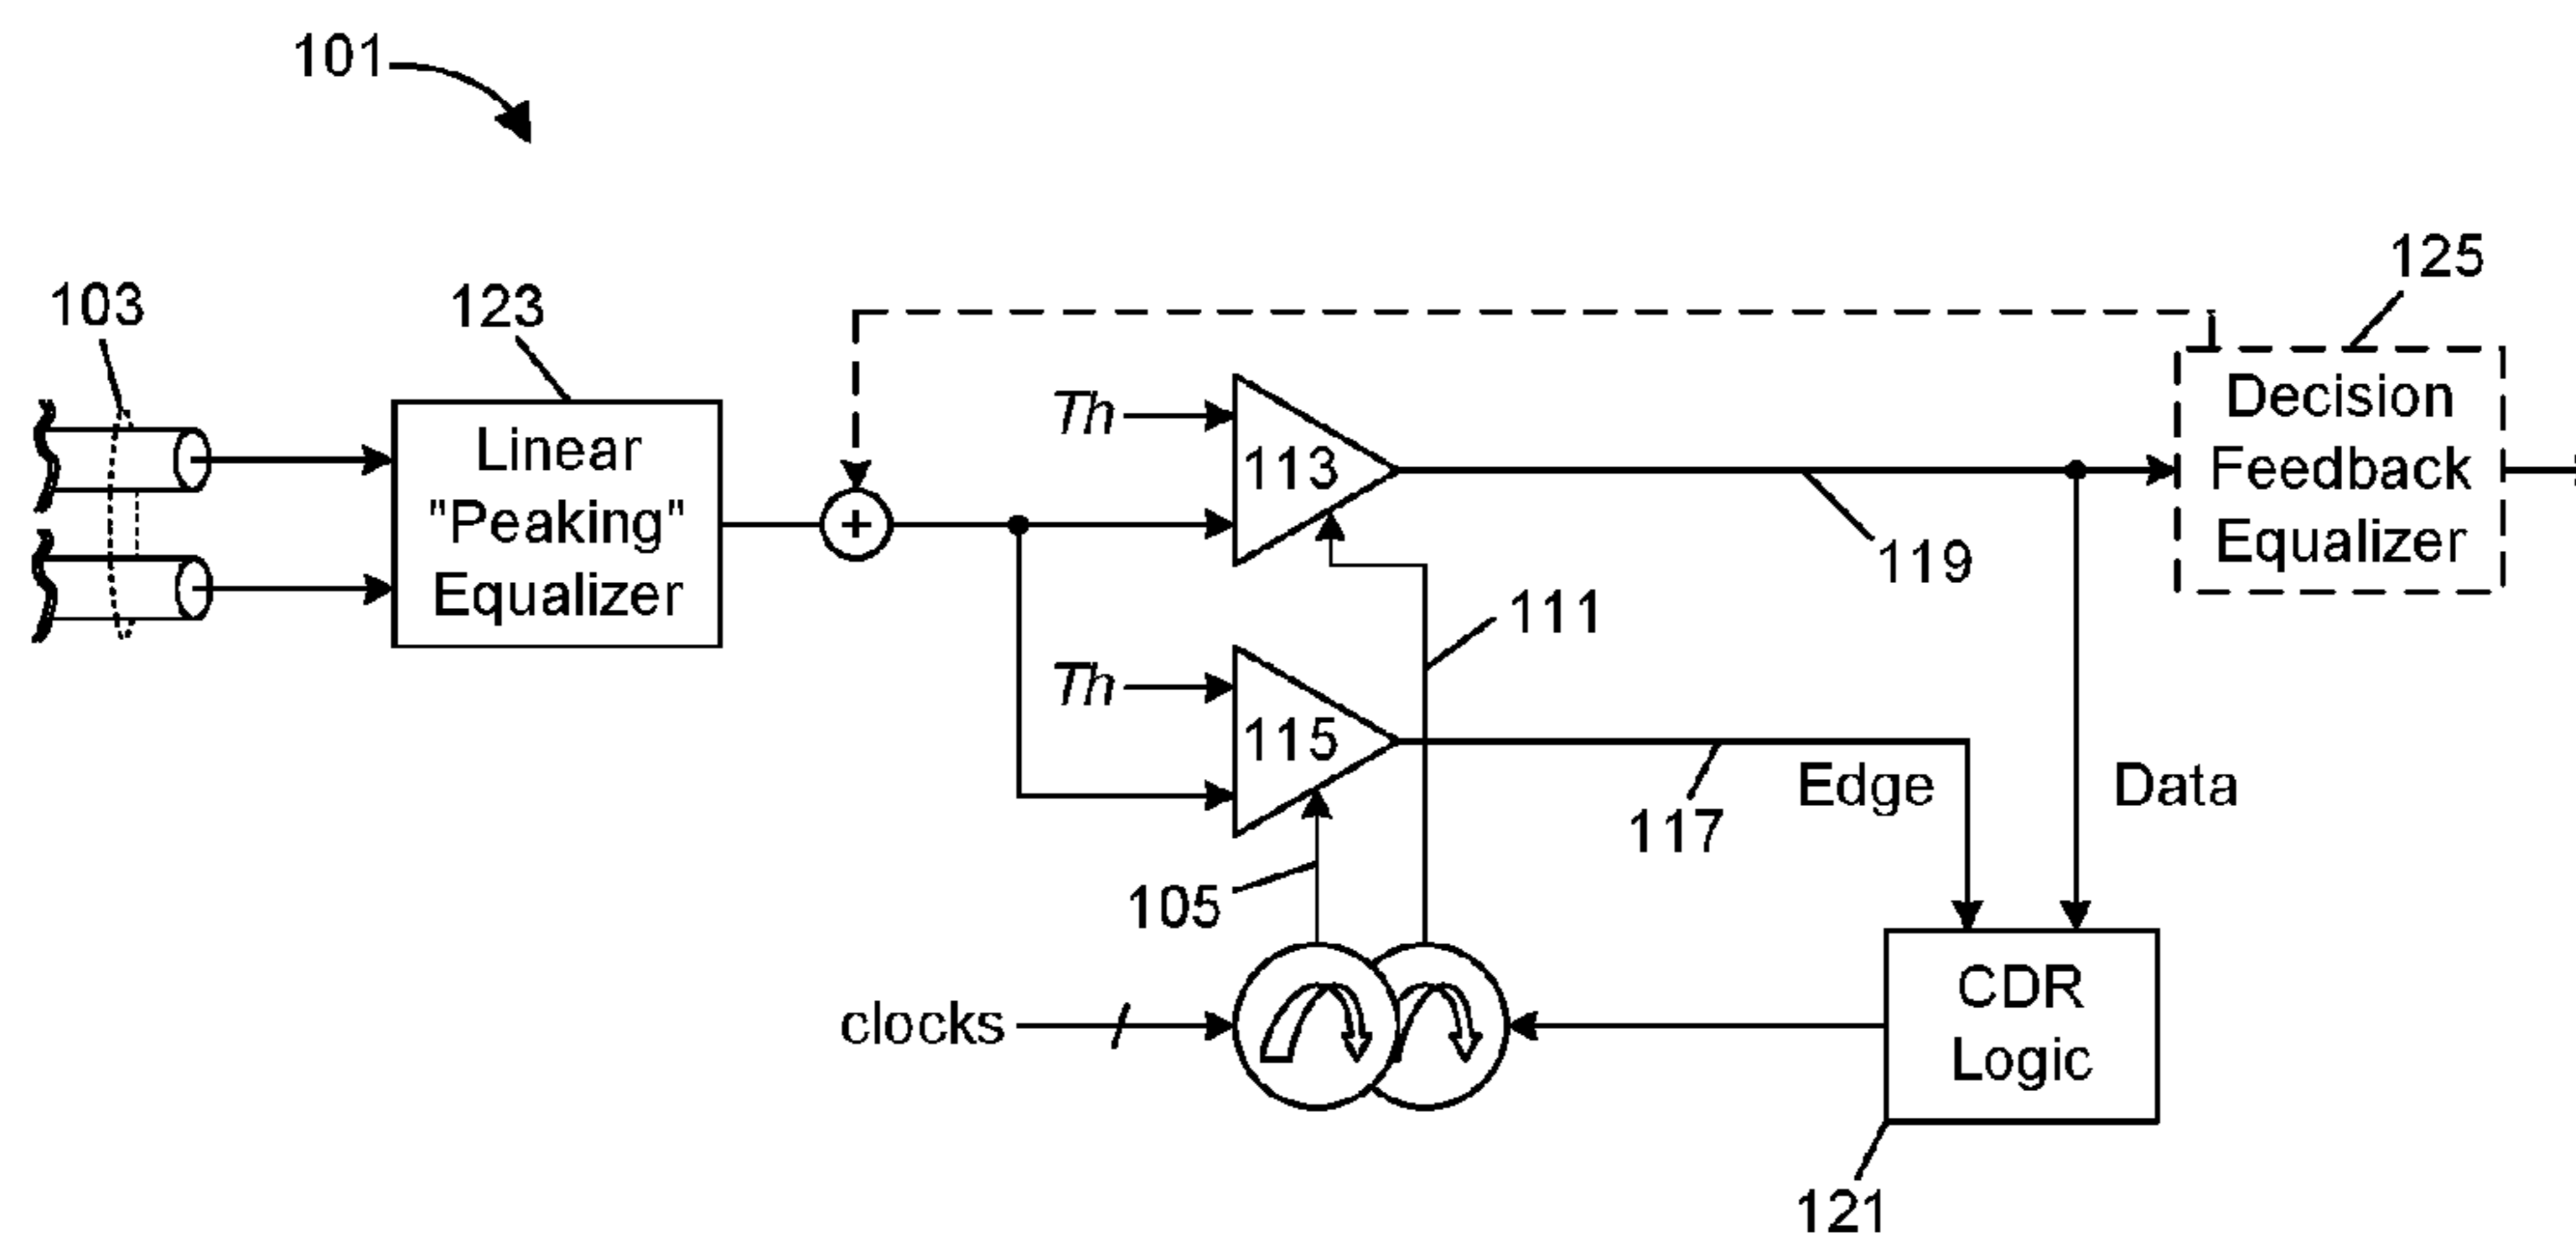 101
103
123
125
Linear
"Peaking"
Equalizer
+
Th
113
119
Decision
Feedback
Equalizer
111
Th
115
117
Edge
Data
105
clocks
CDR
Logic
121